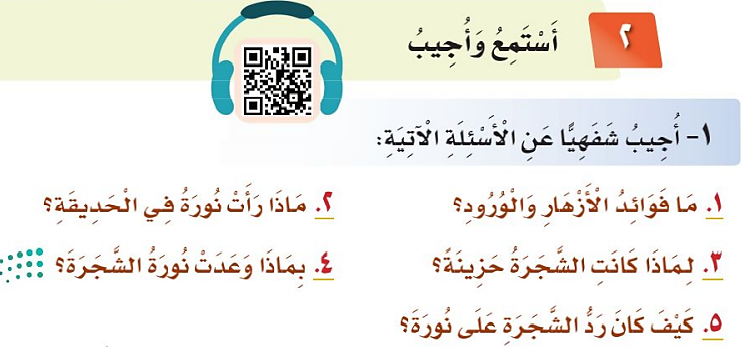 ٢ أَسْتَمِعُ وَأُجِيبُ
١- أُجِيبُ شَفَهِيًّا عَنِ الْأَسْئِلَةِ الْآتِيَةِ:
١. مَا فَوَائِدُ الْأَزْهَارِ وَالْوُرُودِ؟ ٢. مَاذَا رَأَتْ نُورَةُ فِي الْحَدِيقَةِ؟
٣. لِمَاذَا كَانَتِ الشَّجَرَةُ حَزِينَةً؟ ٤. بِمَاذَا وَعَدَتْ نُورَةُ الشَّجَرَةَ؟
٥. كَيْفَ كَانَ رَدُّ الشَّجَرَةِ عَلَى نُورَةَ؟